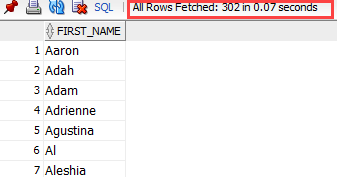 SQL | All Rows Fetched: 302 in 0.07 seconds
FIRST_NAME
1 Aaron
2 Adah
3 Adam
4 Adrienne
5 Agustina
6 Al
7 Aleshia